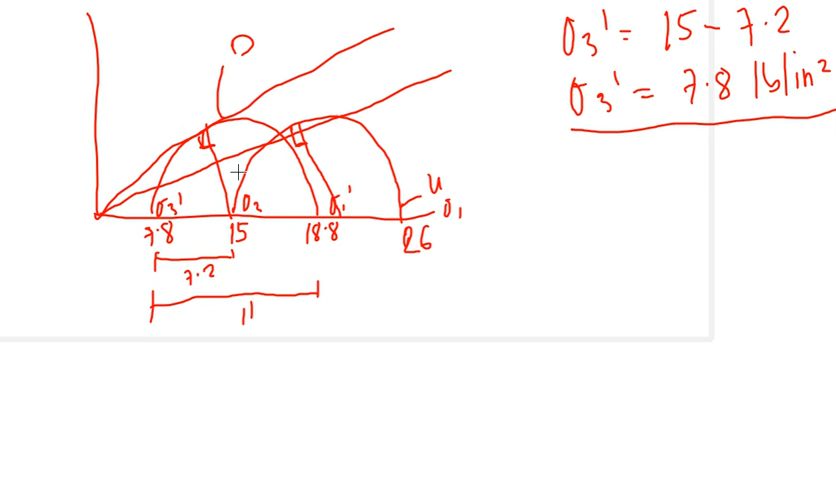 σ3' = 15 - 7.2
σ3' = 7.8 lb/in²
D
u
σ3' σ2 σ1' σ1
7.8 15 18.8 26
7.2
11